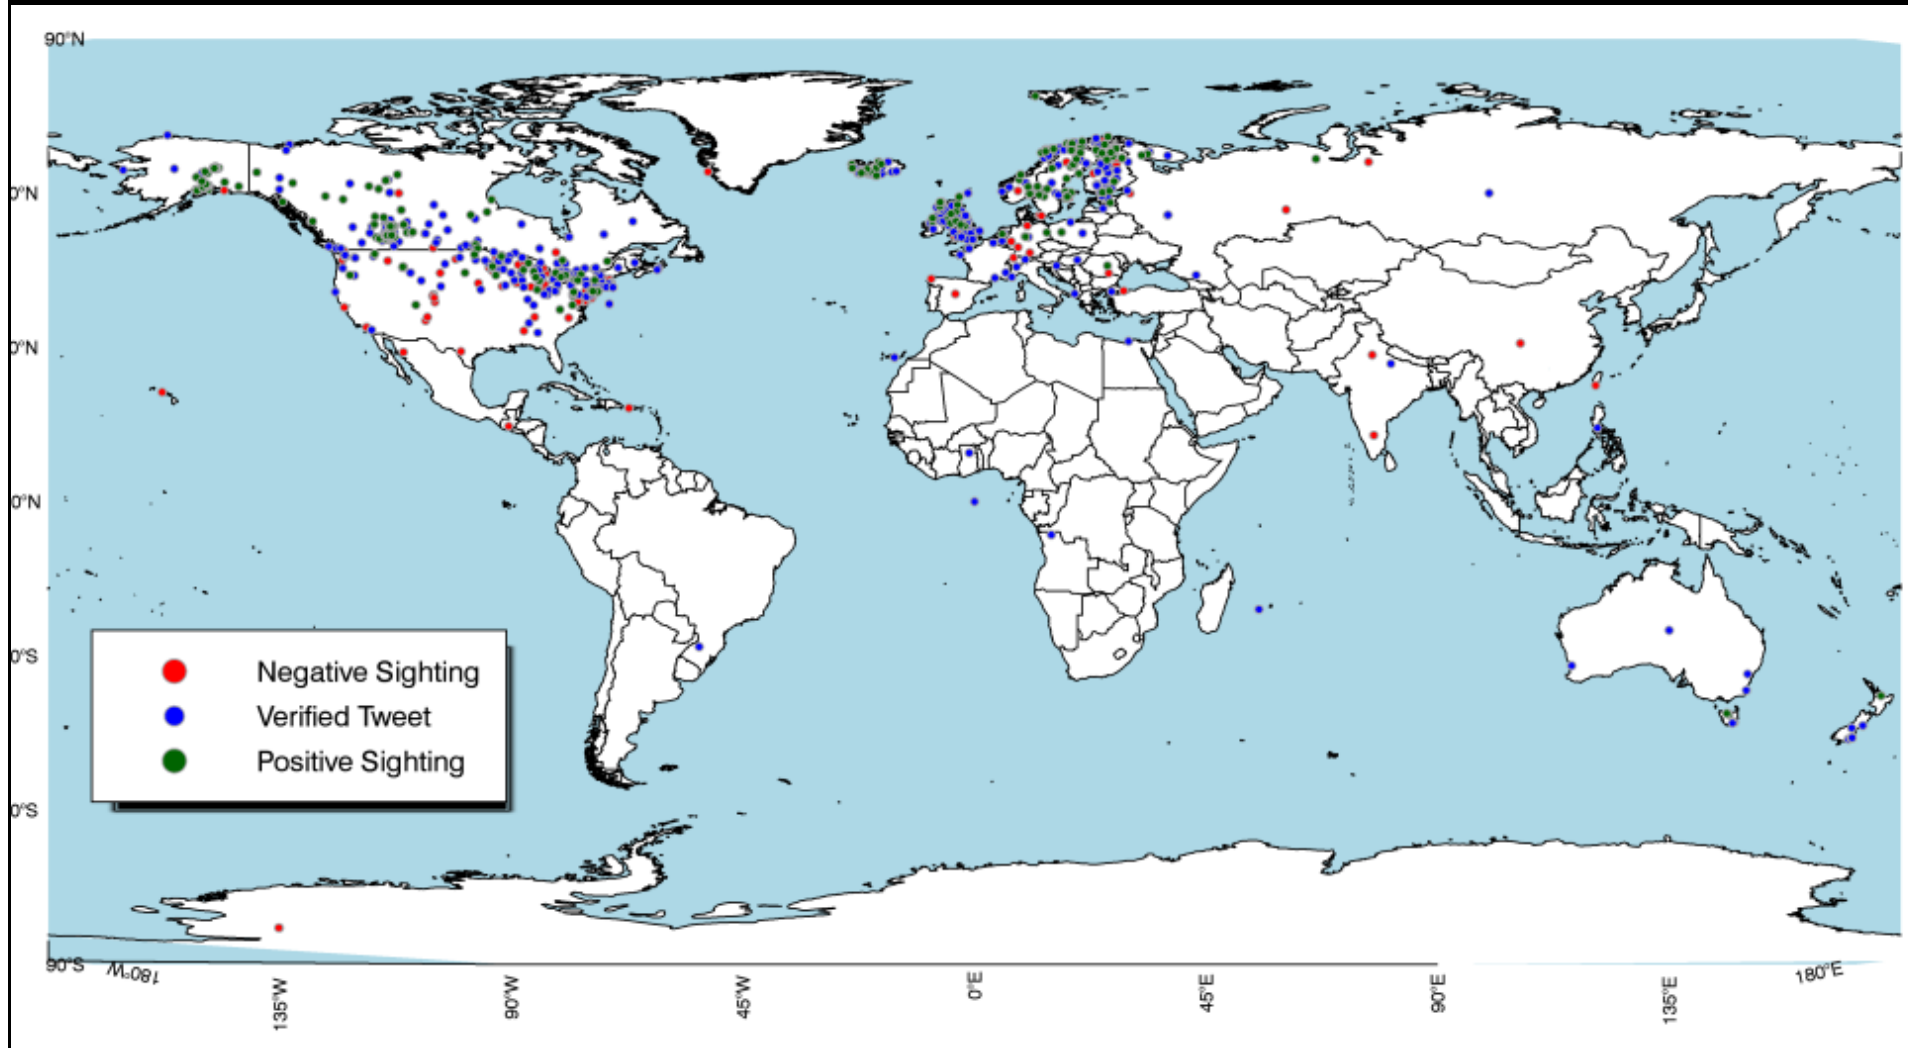 90°N
0°N
0°N
0°N
0°S
0°S
90°S
Negative Sighting
Verified Tweet
Positive Sighting
180°W
135°W
90°W
45°W
0°E
45°E
90°E
135°E
180°E